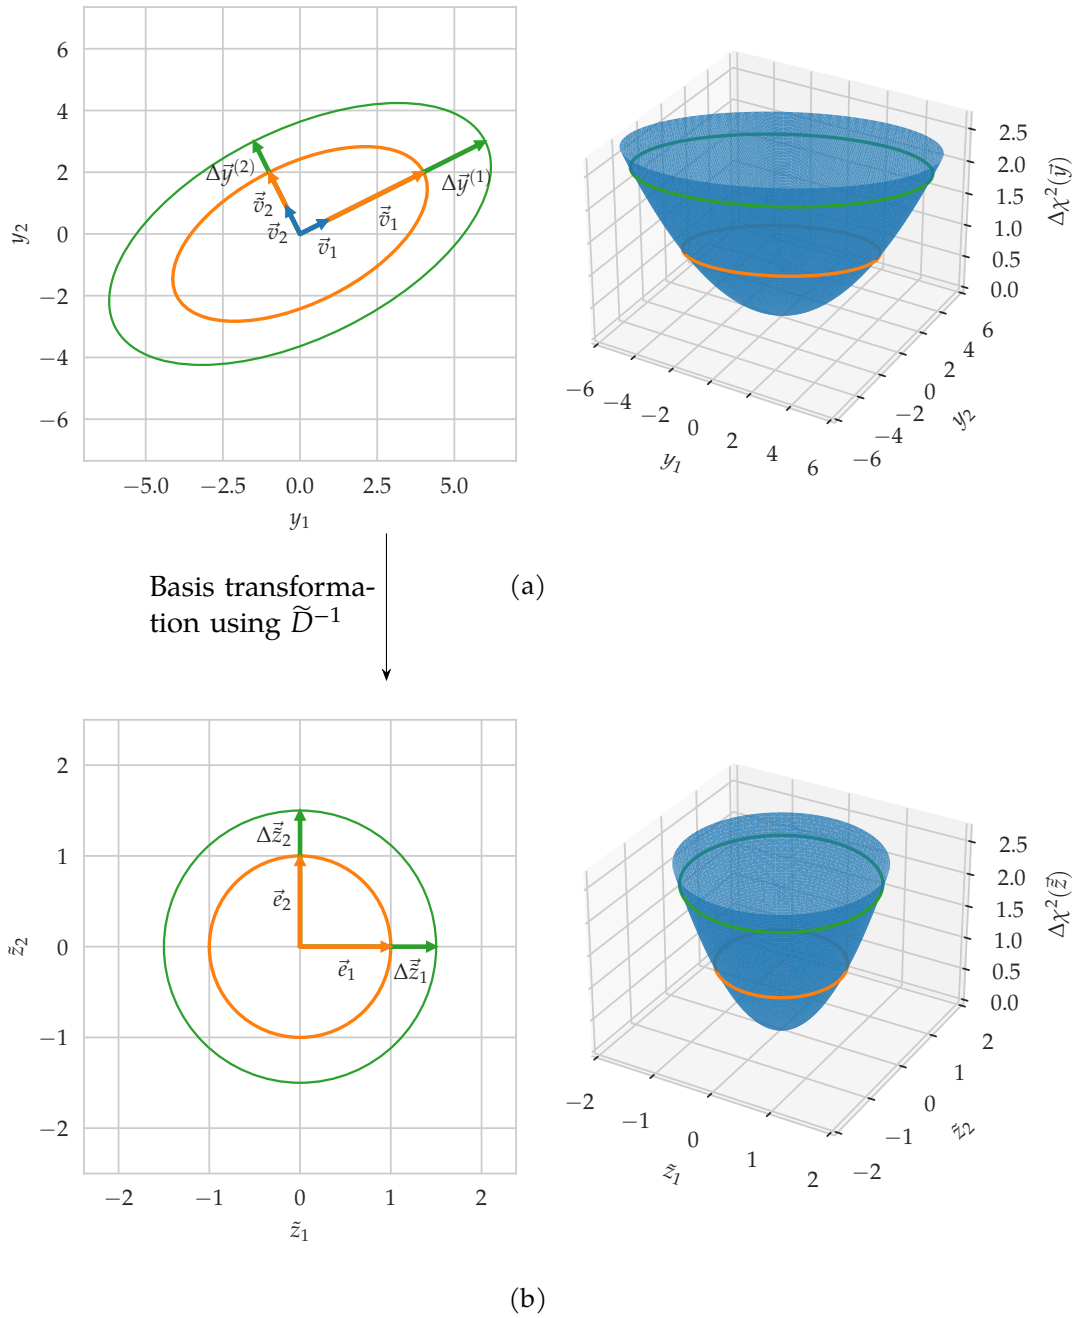 6
4
2
0
−2
−4
−6
y₂
−5.0 −2.5 0.0 2.5 5.0
y₁
Δy⃗⁽²⁾
Δy⃗⁽¹⁾
ṽ⃗₂
ṽ⃗₁
v⃗₂
v⃗₁
2.5
2.0
1.5
1.0
0.5
0.0
Δχ²(y⃗)
−6 −4 −2 0 2 4 6
y₁
−6 −4 −2 0 2 4 6
y₂
(a)
Basis transforma-
tion using D̃⁻¹
2
1
0
−1
−2
z̃₂
−2 −1 0 1 2
z̃₁
Δz̃⃗₂
e⃗₂
e⃗₁
Δz̃⃗₁
2.5
2.0
1.5
1.0
0.5
0.0
Δχ²(z̃⃗)
−2 −1 0 1 2
z̃₁
−2 −1 0 1 2
z̃₂
(b)